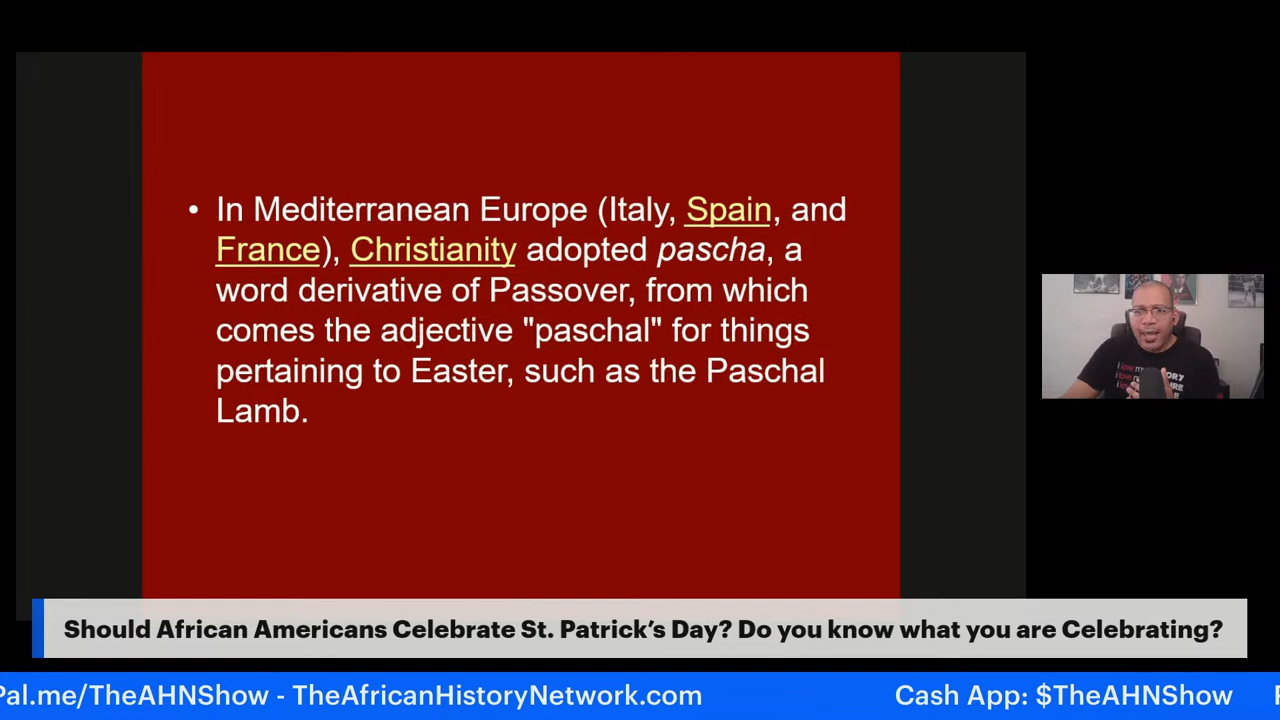 • In Mediterranean Europe (Italy, Spain, and
France), Christianity adopted pascha, a
word derivative of Passover, from which
comes the adjective "paschal" for things
pertaining to Easter, such as the Paschal
Lamb.
i love
i love
Should African Americans Celebrate St. Patrick's Day? Do you know what you are Celebrating?
Pal.me/TheAHNShow - TheAfricanHistoryNetwork.com Cash App: $TheAHNShow